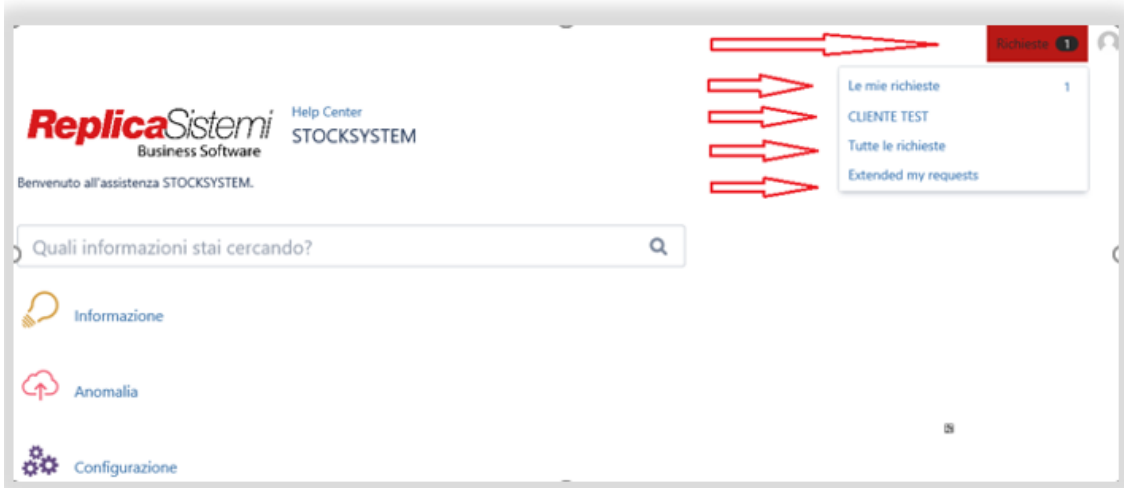 Richieste 1
Le mie richieste 1
CLIENTE TEST
Tutte le richieste
Extended my requests
ReplicaSistemi
Business Software
Help Center
STOCKSYSTEM
Benvenuto all'assistenza STOCKSYSTEM.
Quali informazioni stai cercando?
Informazione
Anomalia
Configurazione